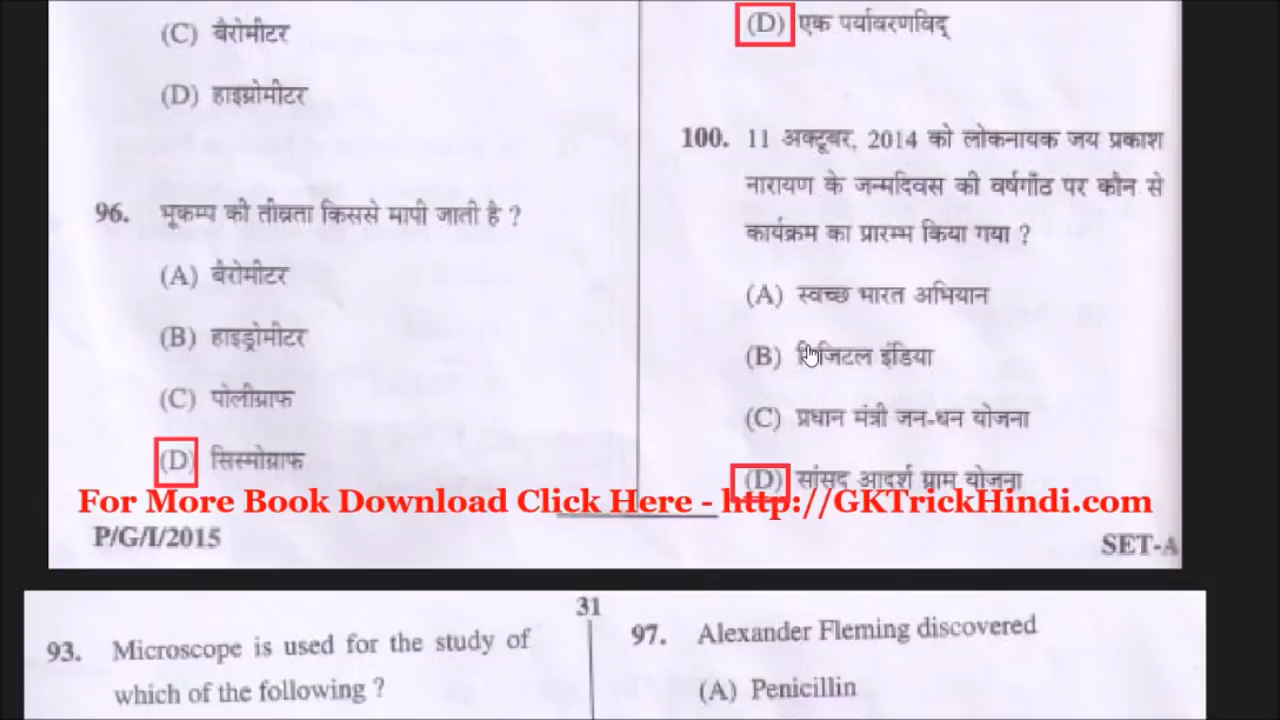 (C) बैरोमीटर
(D) हाइग्रोमीटर
96. भूकम्प की तीव्रता किससे मापी जाती है ?
(A) बैरोमीटर
(B) हाइड्रोमीटर
(C) पोलीग्राफ
(D) सिस्मोग्राफ
(D) एक पर्यावरणविद्
100. 11 अक्टूबर, 2014 को लोकनायक जय प्रकाश
नारायण के जन्मदिवस की वर्षगाँठ पर कौन से
कार्यक्रम का प्रारम्भ किया गया ?
(A) स्वच्छ भारत अभियान
(B) डिजिटल इंडिया
(C) प्रधान मंत्री जन-धन योजना
(D) सांसद आदर्श ग्राम योजना
For More Book Download Click Here - http://GKTrickHindi.com
P/G/I/2015
SET-A
31
93. Microscope is used for the study of
which of the following ?
97. Alexander Fleming discovered
(A) Penicillin